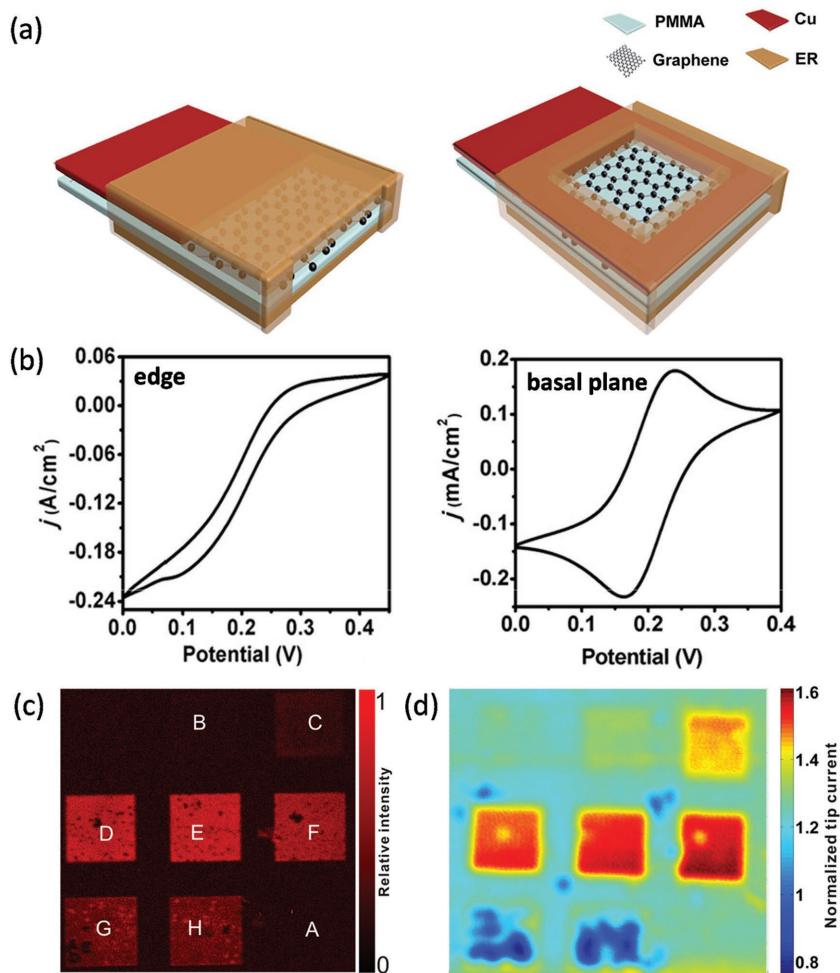 (a)
PMMA
Cu
Graphene
ER
(b)
edge
0.06
0.00
-0.06
-0.12
-0.18
-0.24
j (A/cm²)
0.0 0.1 0.2 0.3 0.4
Potential (V)
basal plane
0.2
0.1
0.0
-0.1
-0.2
j (mA/cm²)
0.0 0.1 0.2 0.3 0.4
Potential (V)
(c)
B
C
D
E
F
G
H
A
1
0
Relative intensity
(d)
1.6
1.4
1.2
1
0.8
Normalized tip current